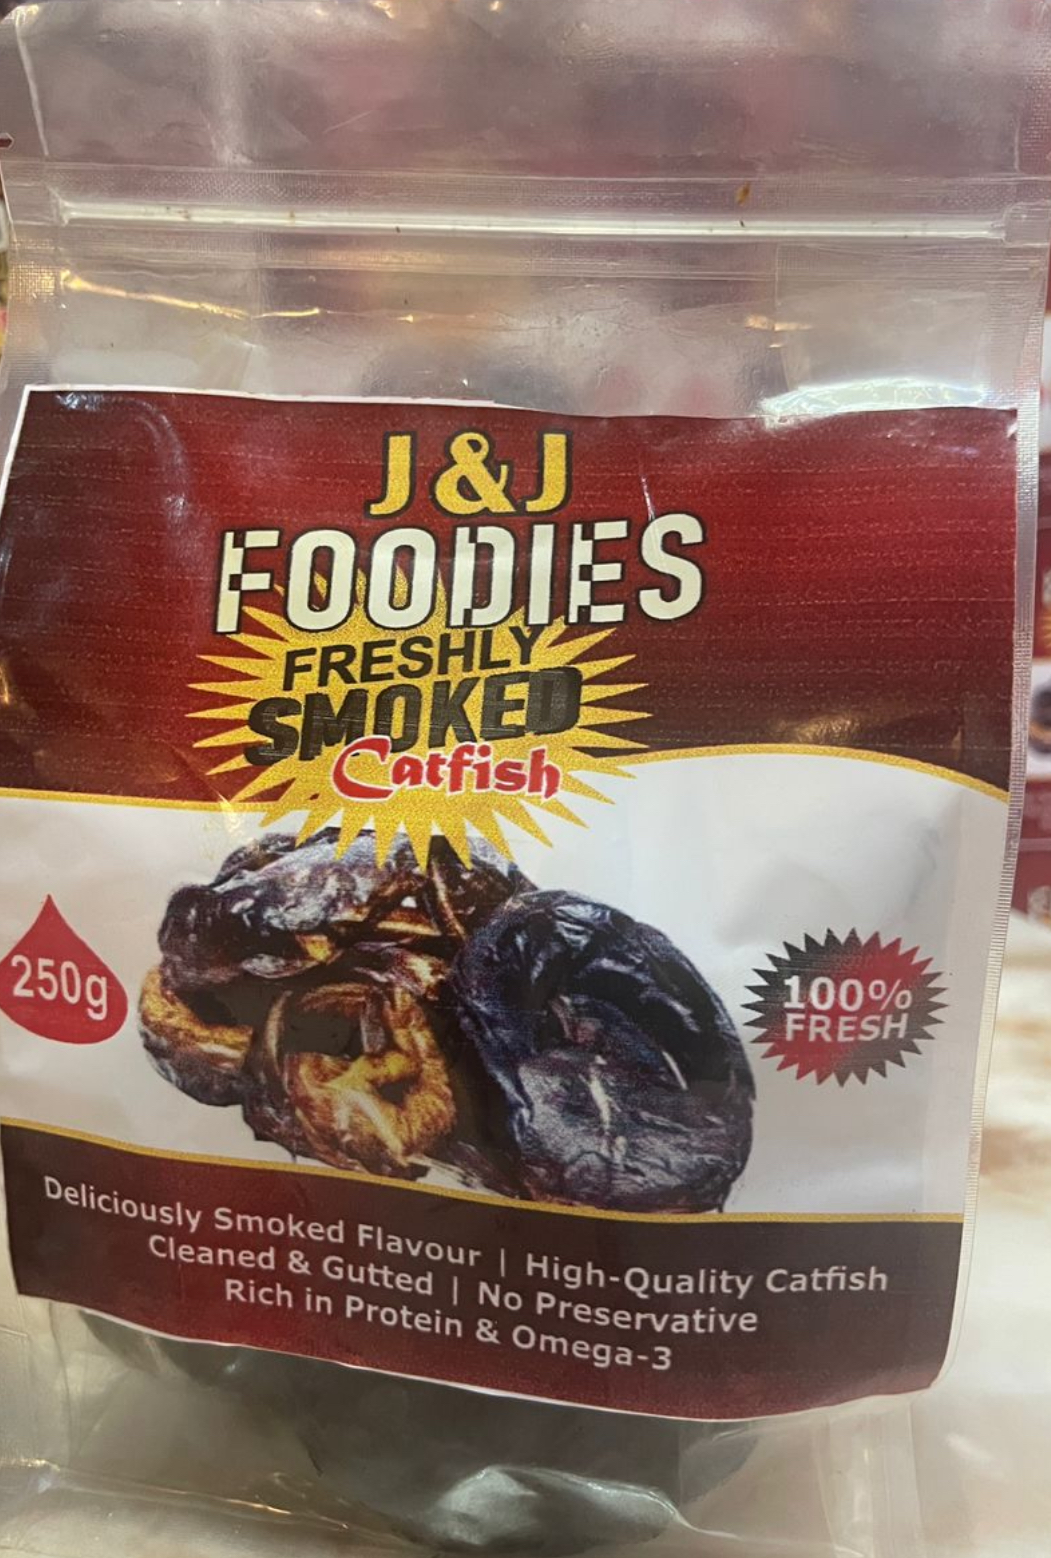 J & J
FOODIES
FRESHLY
SMOKED
Catfish
250g
100%
FRESH
Deliciously Smoked Flavour | High-Quality Catfish
Cleaned & Gutted | No Preservative
Rich in Protein & Omega-3